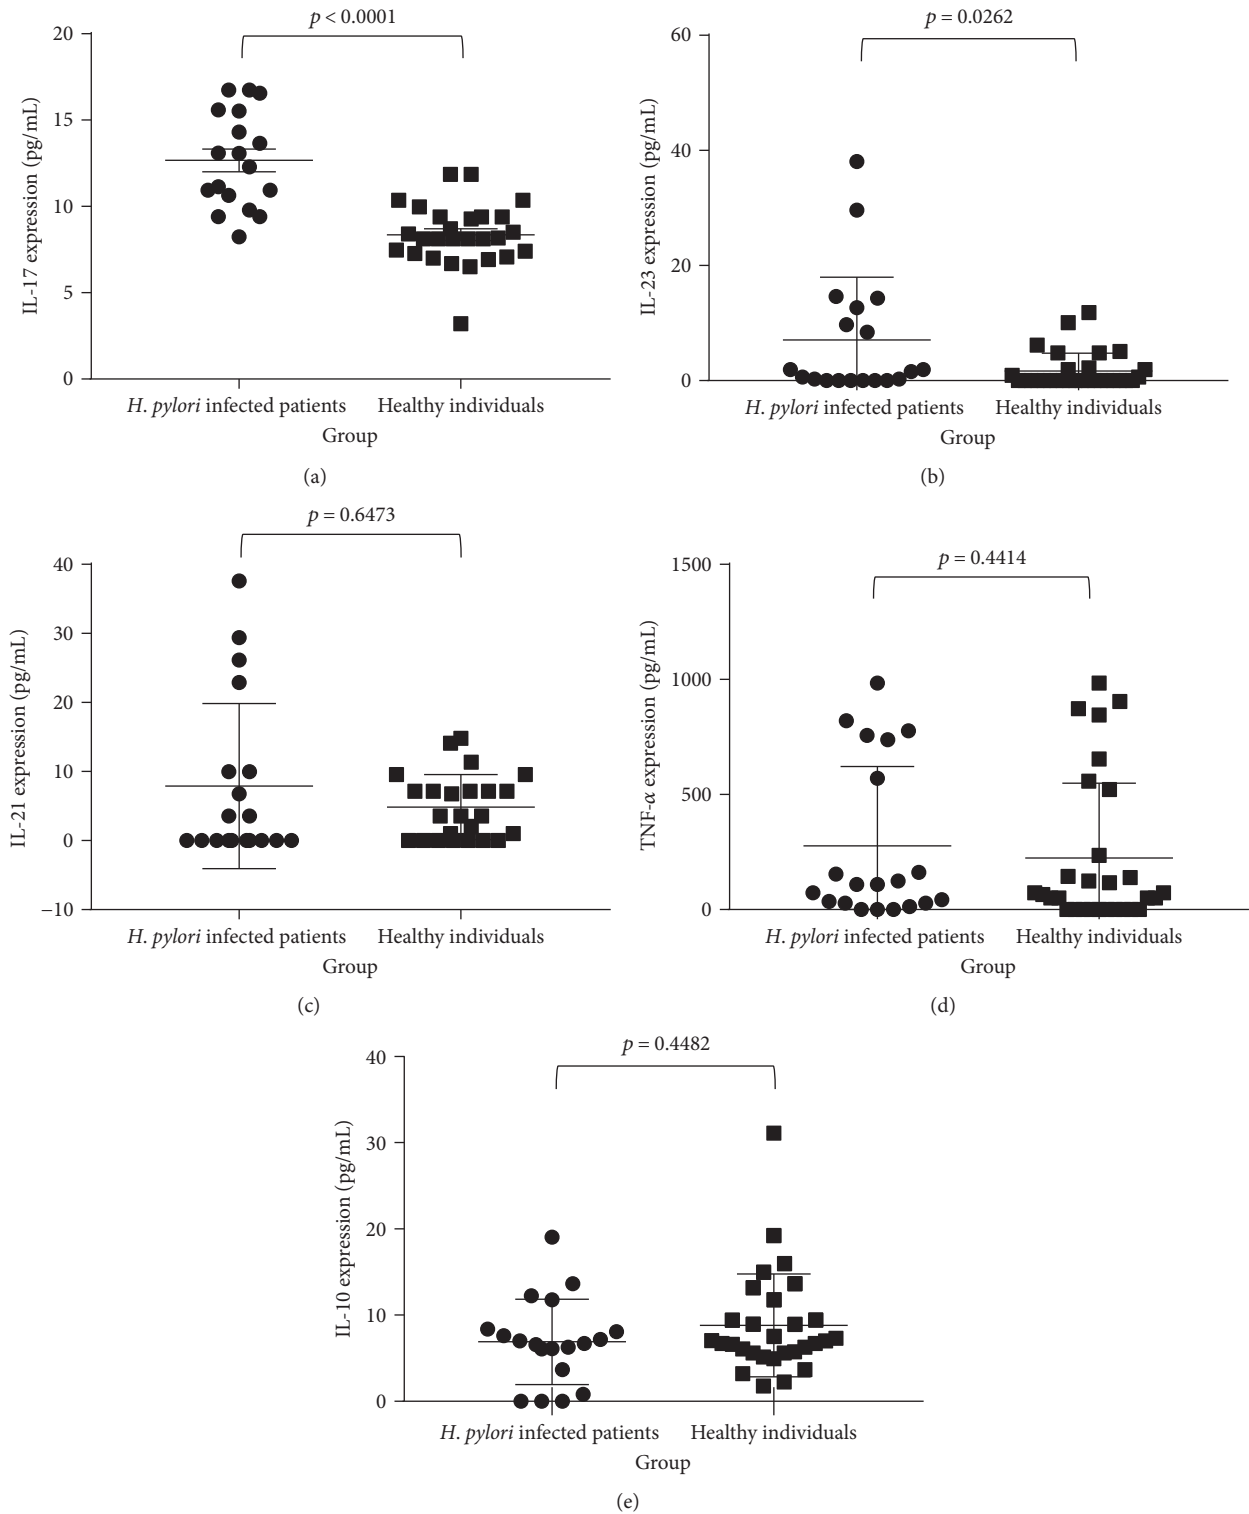 p < 0.0001
20
15
10
5
0
IL-17 expression (pg/mL)
H. pylori infected patients
Healthy individuals
Group
(a)
p = 0.0262
60
40
20
0
IL-23 expression (pg/mL)
H. pylori infected patients
Healthy individuals
Group
(b)
p = 0.6473
40
30
20
10
0
−10
IL-21 expression (pg/mL)
H. pylori infected patients
Healthy individuals
Group
(c)
p = 0.4414
1500
1000
500
0
TNF-α expression (pg/mL)
H. pylori infected patients
Healthy individuals
Group
(d)
p = 0.4482
40
30
20
10
0
IL-10 expression (pg/mL)
H. pylori infected patients
Healthy individuals
Group
(e)